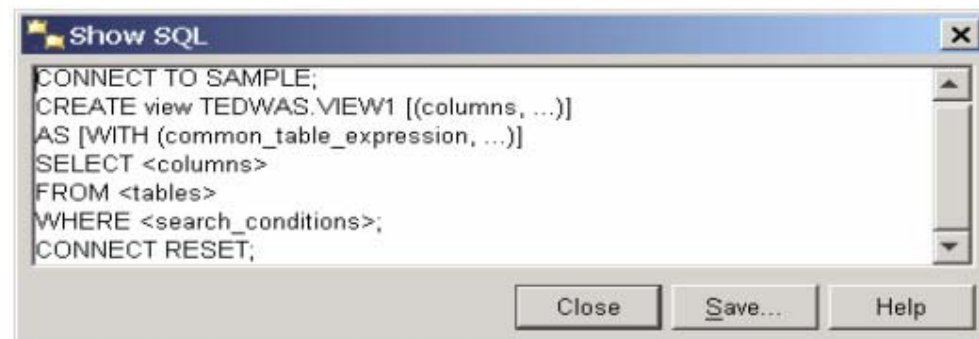 Show SQL
CONNECT TO SAMPLE;
CREATE view TEDWAS.VIEW1 [(columns, ...)]
AS [WITH (common_table_expression, ...)]
SELECT <columns>
FROM <tables>
WHERE <search_conditions>;
CONNECT RESET;
Close Save... Help